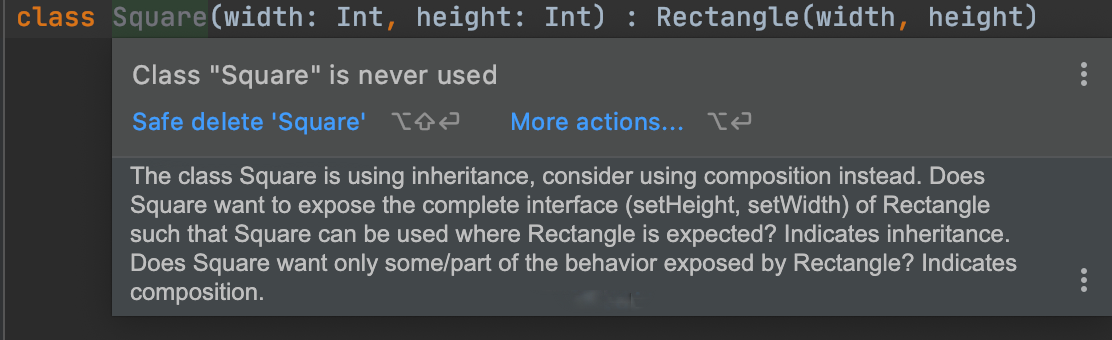 class Square(width: Int, height: Int) : Rectangle(width, height)
Class "Square" is never used
Safe delete 'Square' ⌥⇧⏎ More actions... ⌥⏎
The class Square is using inheritance, consider using composition instead. Does
Square want to expose the complete interface (setHeight, setWidth) of Rectangle
such that Square can be used where Rectangle is expected? Indicates inheritance.
Does Square want only some/part of the behavior exposed by Rectangle? Indicates
composition.